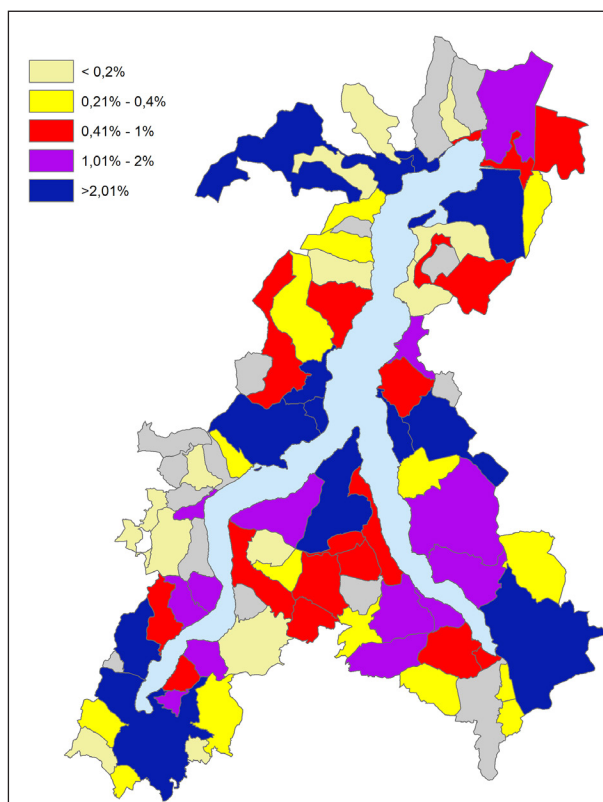 < 0,2%
0,21% - 0,4%
0,41% - 1%
1,01% - 2%
>2,01%